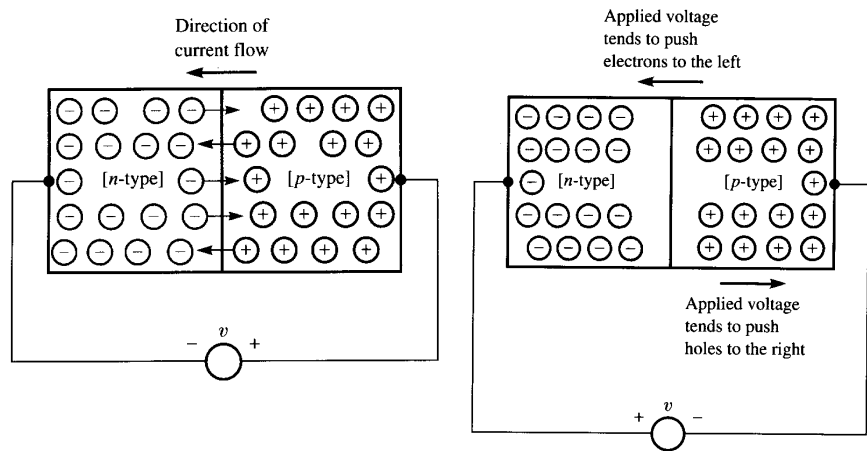 Direction of
current flow
[n-type]
[p-type]
v
− +
Applied voltage
tends to push
electrons to the left
[n-type]
[p-type]
Applied voltage
tends to push
holes to the right
v
+ −